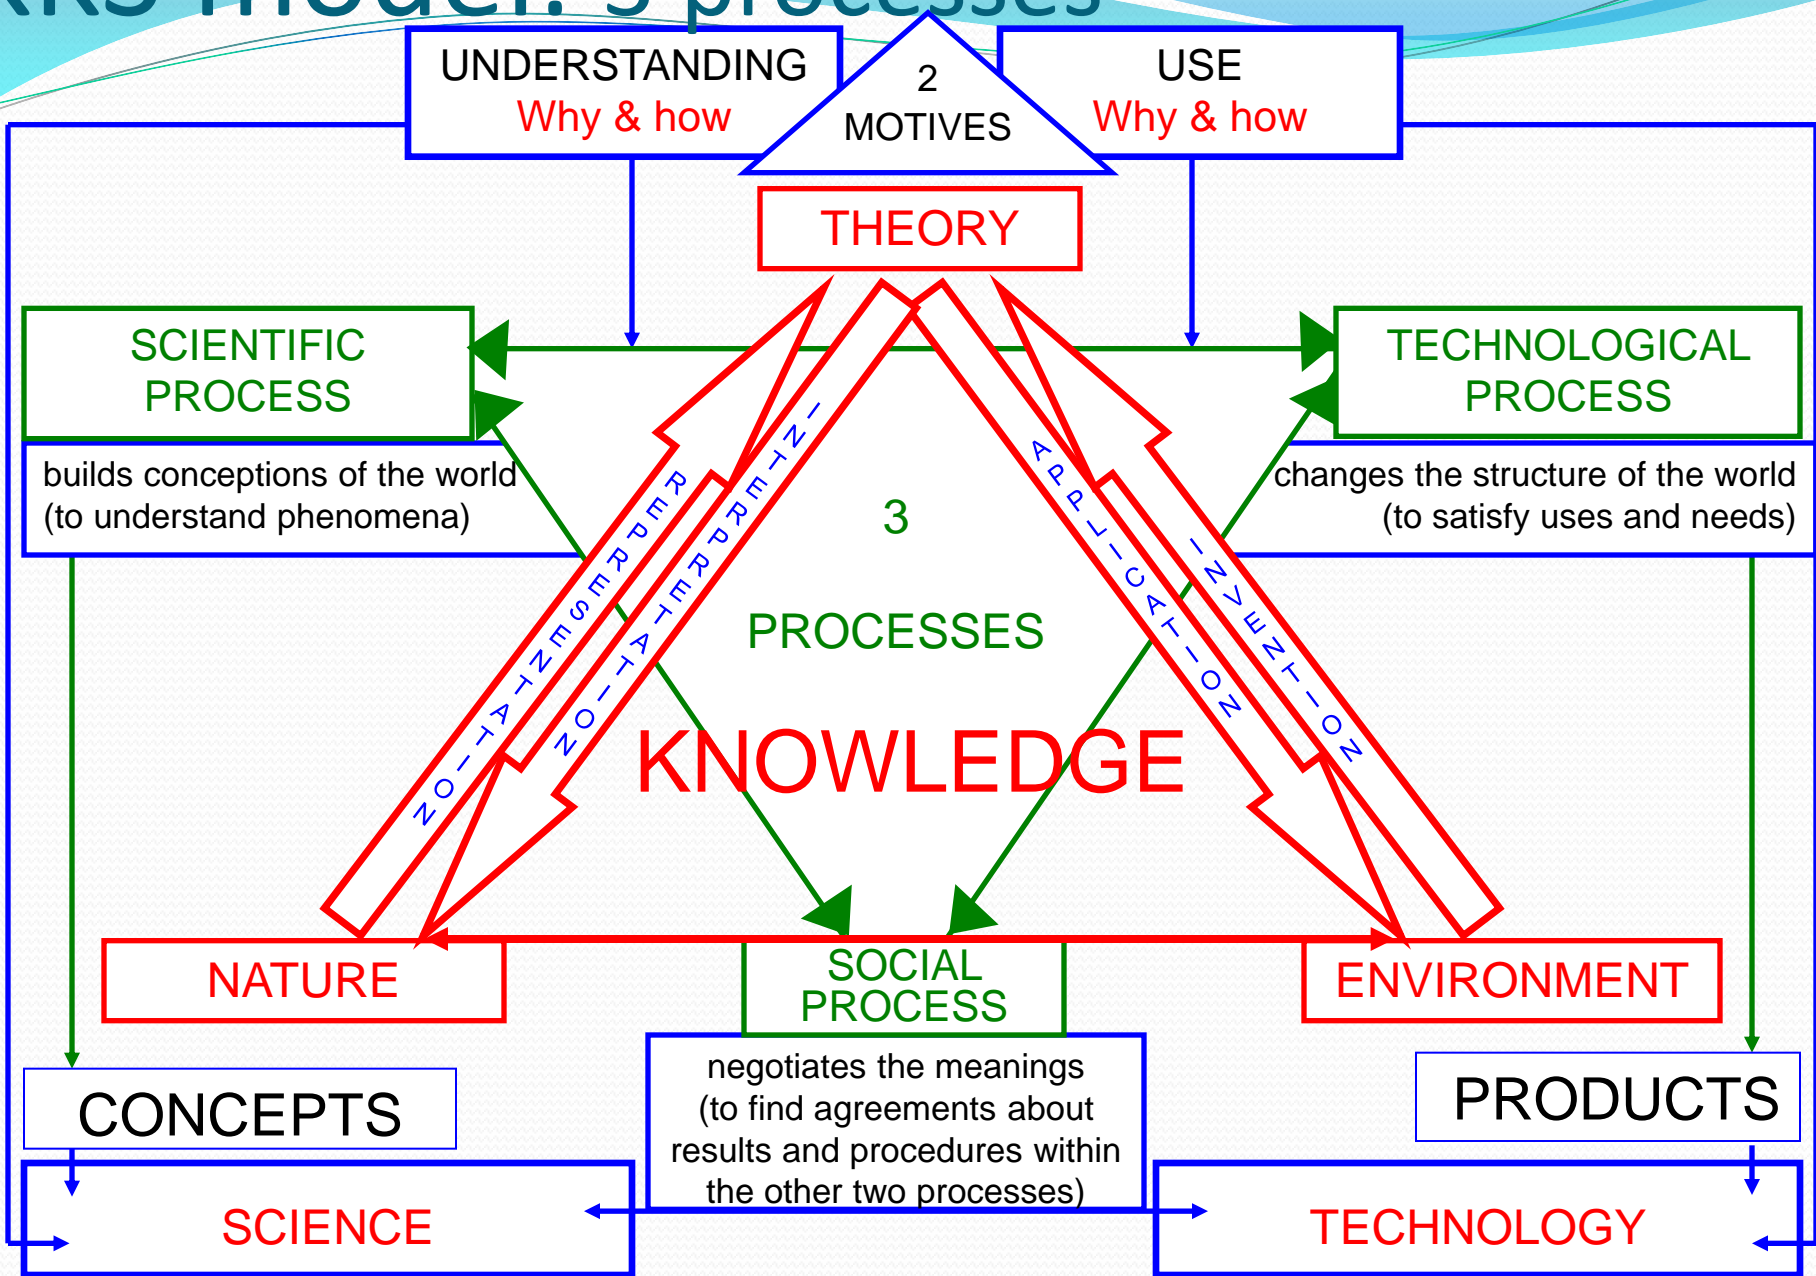 model: 3 processes
UNDERSTANDING
Why & how
2
MOTIVES
USE
Why & how
THEORY
SCIENTIFIC
PROCESS
TECHNOLOGICAL
PROCESS
builds conceptions of the world
(to understand phenomena)
changes the structure of the world
(to satisfy uses and needs)
REPRESENTATION
INTERPRETATION
APPLICATION
INVENTION
3
PROCESSES
KNOWLEDGE
NATURE
SOCIAL
PROCESS
ENVIRONMENT
negotiates the meanings
(to find agreements about
results and procedures within
the other two processes)
CONCEPTS
PRODUCTS
SCIENCE
TECHNOLOGY